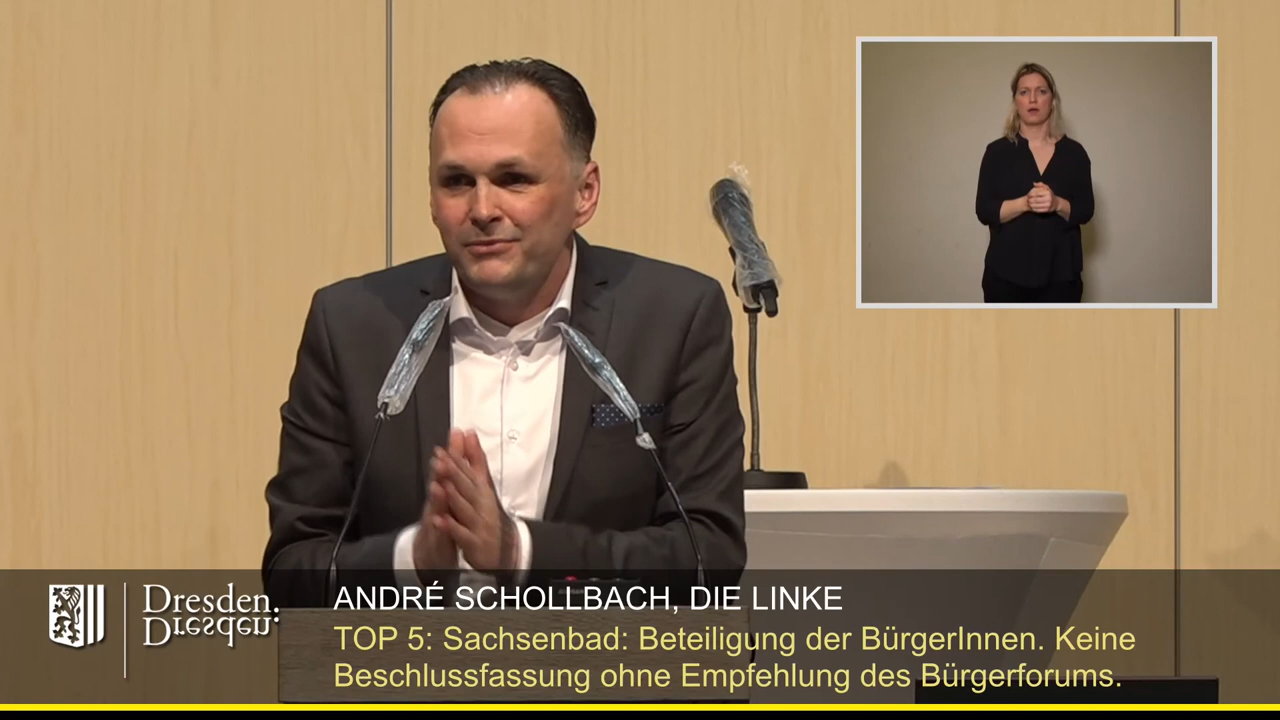 Dresden.
Dresden.
ANDRÉ SCHOLLBACH, DIE LINKE
TOP 5: Sachsenbad: Beteiligung der BürgerInnen. Keine
Beschlussfassung ohne Empfehlung des Bürgerforums.